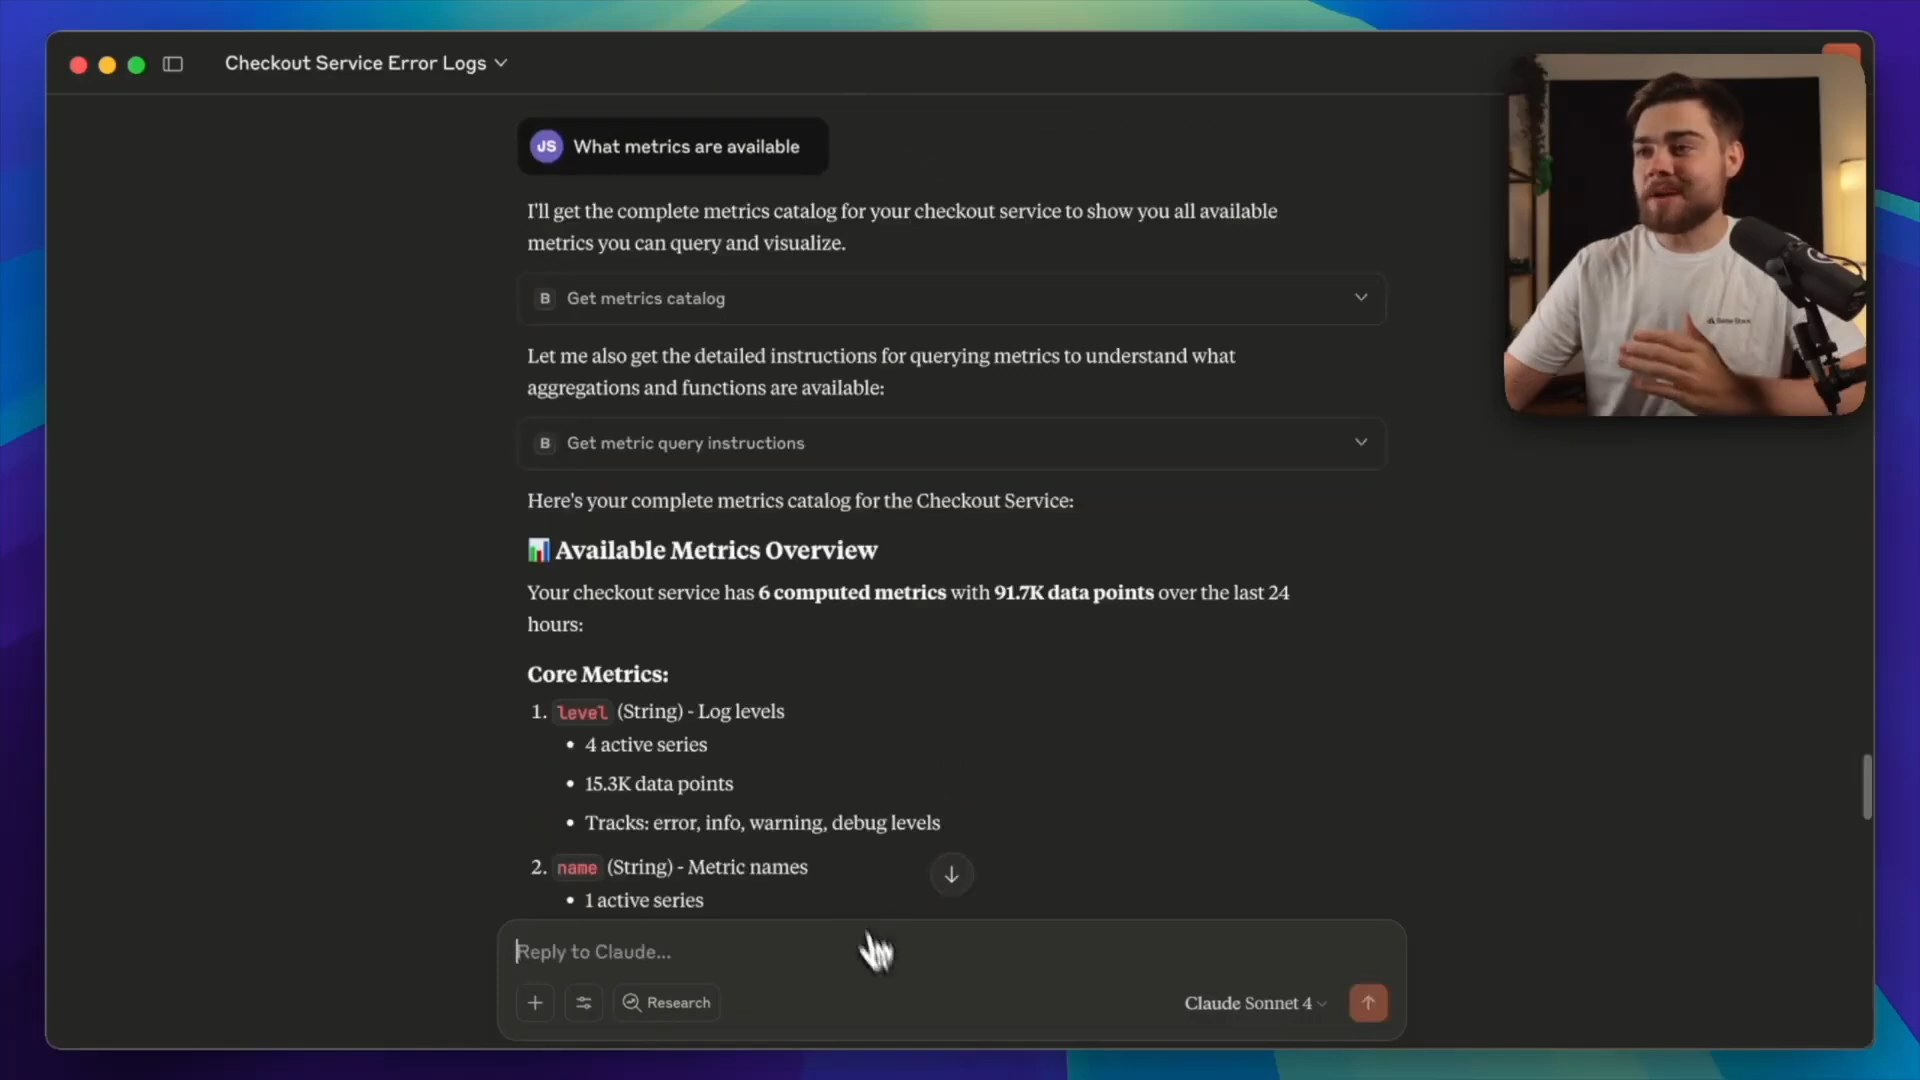 Checkout Service Error Logs
JS What metrics are available
I'll get the complete metrics catalog for your checkout service to show you all available
metrics you can query and visualize.
B Get metrics catalog
Let me also get the detailed instructions for querying metrics to understand what
aggregations and functions are available:
B Get metric query instructions
Here's your complete metrics catalog for the Checkout Service:
📊 Available Metrics Overview
Your checkout service has 6 computed metrics with 91.7K data points over the last 24
hours:
Core Metrics:
1. level (String) - Log levels
• 4 active series
• 15.3K data points
• Tracks: error, info, warning, debug levels
2. name (String) - Metric names
• 1 active series
Reply to Claude...
Research
Claude Sonnet 4